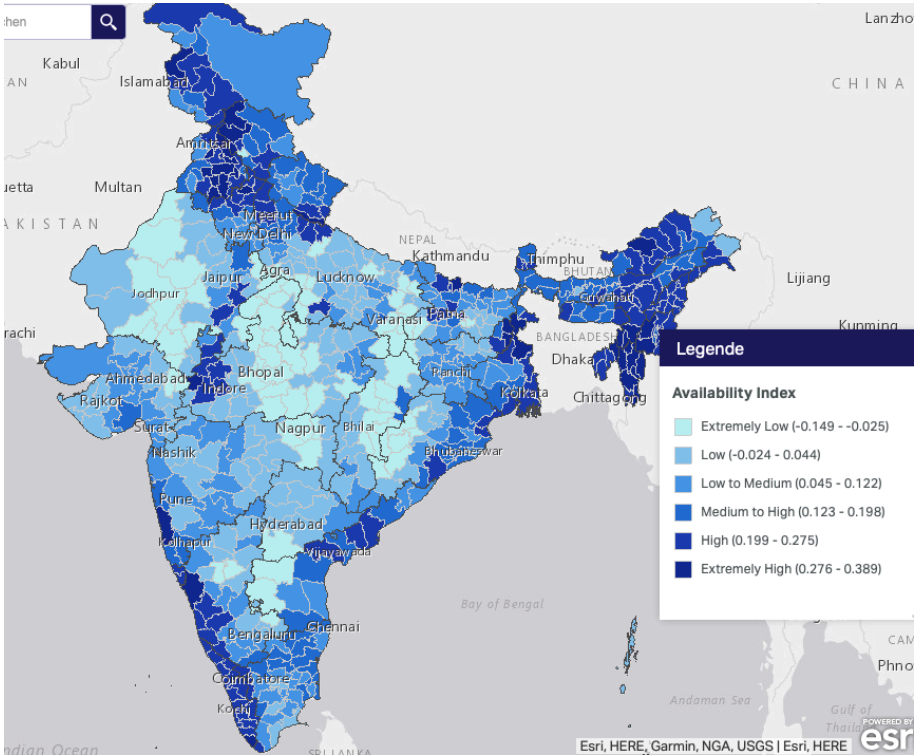 chen
Lanzho
Kabul
AN
Islamabad
CHINA
Amritsar
uetta
Multan
AKISTAN
Meerut
New Delhi
NEPAL
Kathmandu
Thimphu
BHUTAN
Lijiang
Jaipur
Agra
Lucknow
Jodhpur
Guwahati
Varanasi
Patna
rachi
BANGLADESH
Kunming
Dhaka
Ahmedabad
Bhopal
Ranchi
Indore
Kolkata
Chittagong
Rajkot
Surat
Nagpur
Bhilai
Nashik
Bhubaneswar
Pune
Hyderabad
Kolhapur
Vijayawada
Bay of Bengal
Bengaluru
Chennai
Coimbatore
Kochi
Andaman Sea
Gulf of
Thailand
CAM
Phno
SRI LANKA
ndian Ocean
Legende
Availability Index
Extremely Low (-0.149 - -0.025)
Low (-0.024 - 0.044)
Low to Medium (0.045 - 0.122)
Medium to High (0.123 - 0.198)
High (0.199 - 0.275)
Extremely High (0.276 - 0.389)
Esri, HERE, Garmin, NGA, USGS | Esri, HERE
POWERED BY
esri